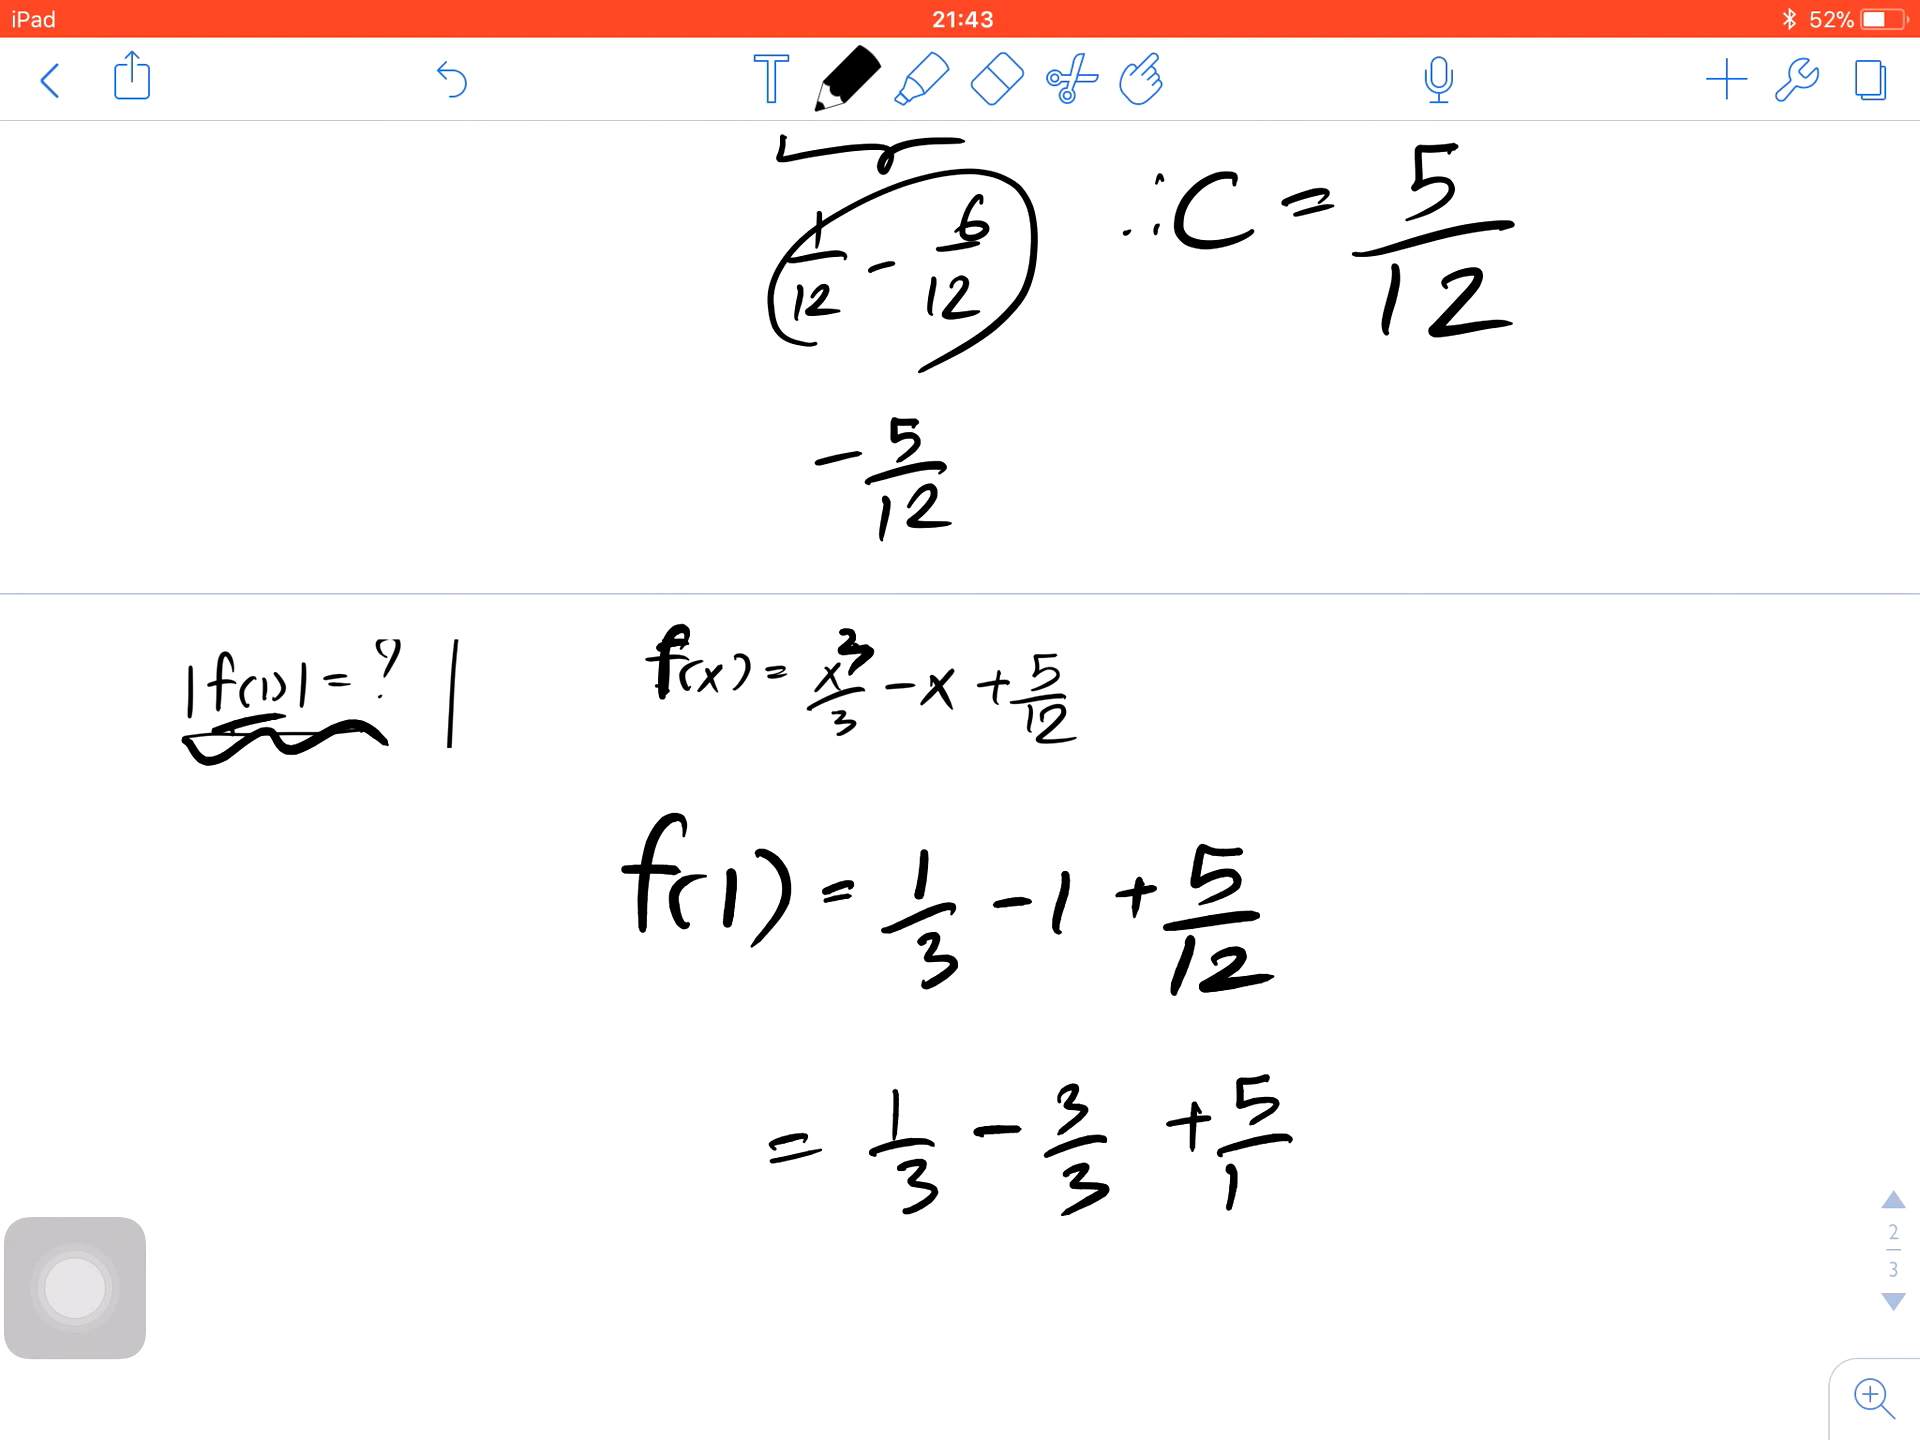 iPad 21:43 52%
T
1/12 - 6/12 ∴C = 5/12
- 5/12
|f(1)| = ? | f(x) = x³/3 - x + 5/12
f(1) = 1/3 - 1 + 5/12
= 1/3 - 3/3 + 5/1
2/3